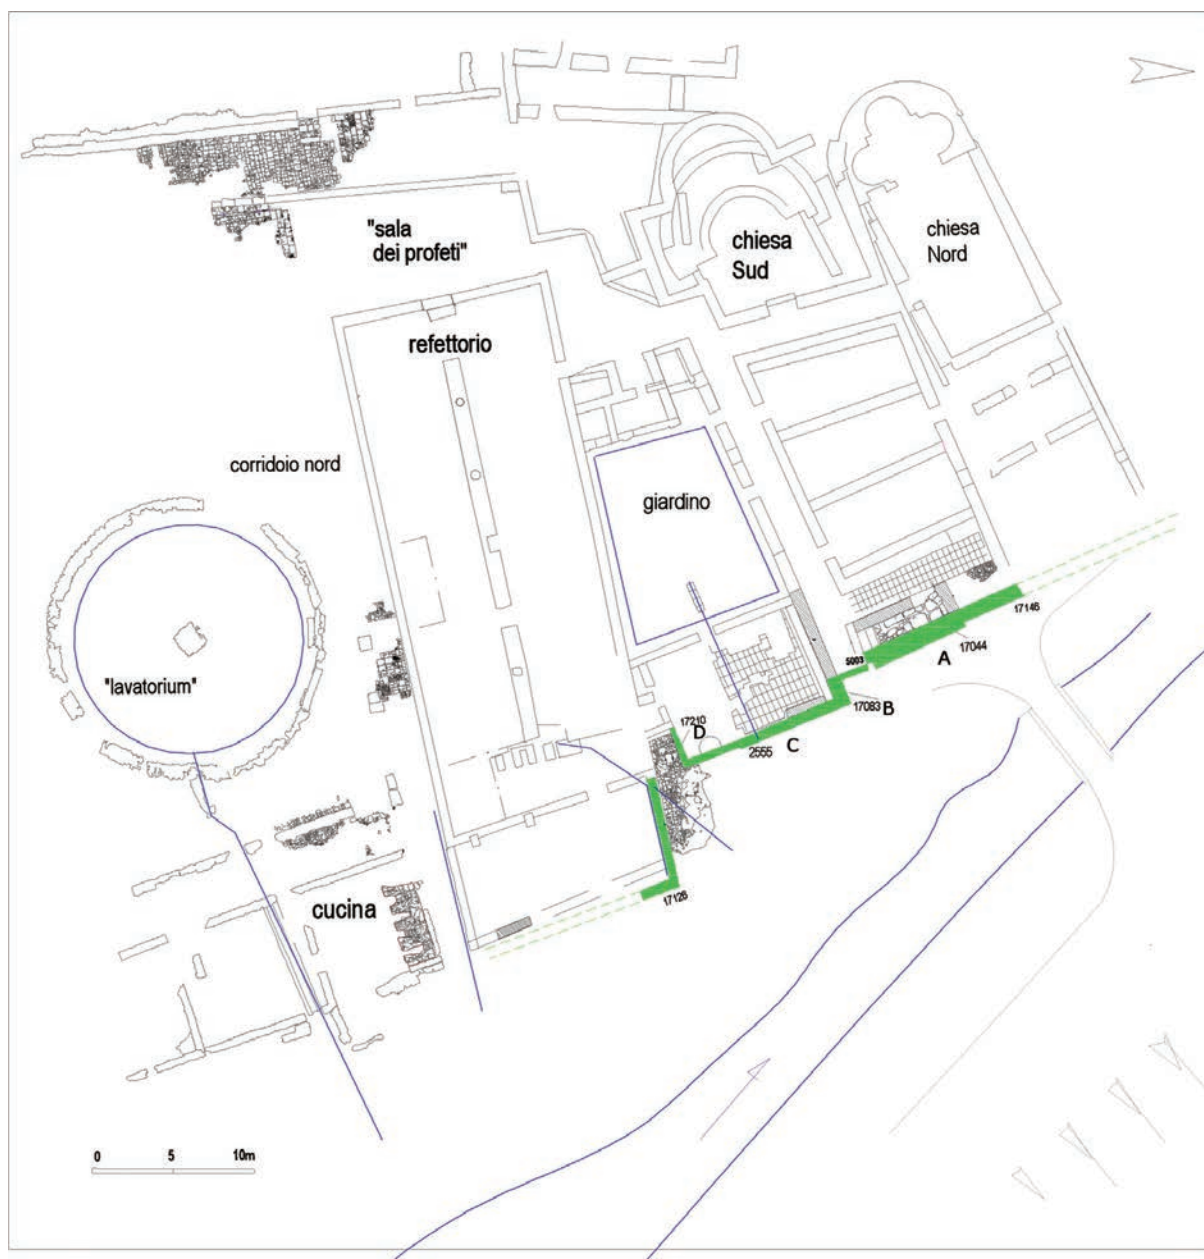 "sala
dei profeti"
chiesa
Sud
chiesa
Nord
refettorio
corridoio nord
giardino
"lavatorium"
17146
17044
5003
A
17083
B
17210
D
2555
C
17126
cucina
0 5 10m